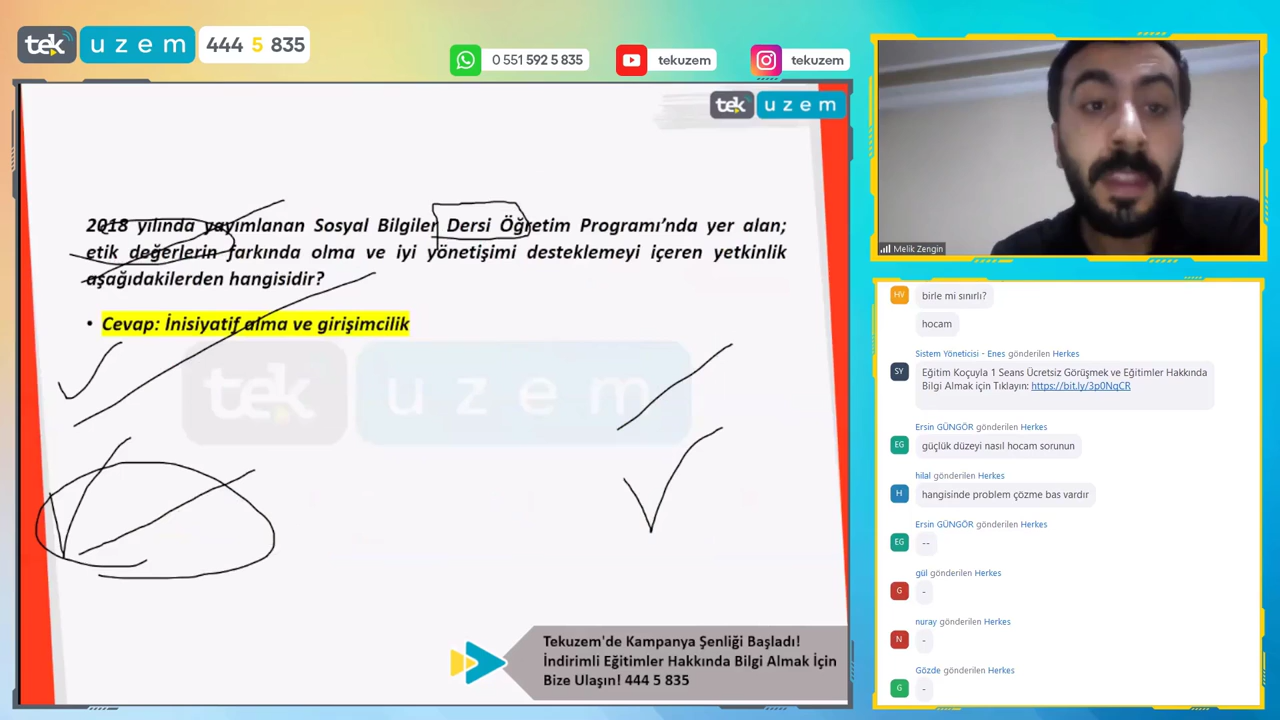 tek uzem 444 5 835
0 551 592 5 835
tekuzem
tekuzem
tek uzem
2018 yılında yayımlanan Sosyal Bilgiler Dersi Öğretim Programı’nda yer alan;
etik değerlerin farkında olma ve iyi yönetişimi desteklemeyi içeren yetkinlik
aşağıdakilerden hangisidir?
• Cevap: İnisiyatif alma ve girişimcilik
tek uzem
Tekuzem'de Kampanya Şenliği Başladı!
İndirimli Eğitimler Hakkında Bilgi Almak İçin
Bize Ulaşın! 444 5 835
Melik Zengin
HV
birle mi sınırlı?
hocam
Sistem Yöneticisi - Enes gönderilen Herkes
SY
Eğitim Koçuyla 1 Seans Ücretsiz Görüşmek ve Eğitimler Hakkında
Bilgi Almak için Tıklayın: https://bit.ly/3p0NqCR
Ersin GÜNGÖR gönderilen Herkes
EG
güçlük düzeyi nasıl hocam sorunun
hilal gönderilen Herkes
H
hangisinde problem çözme bas vardır
Ersin GÜNGÖR gönderilen Herkes
EG
--
gül gönderilen Herkes
G
-
nuray gönderilen Herkes
N
-
Gözde gönderilen Herkes
G
-